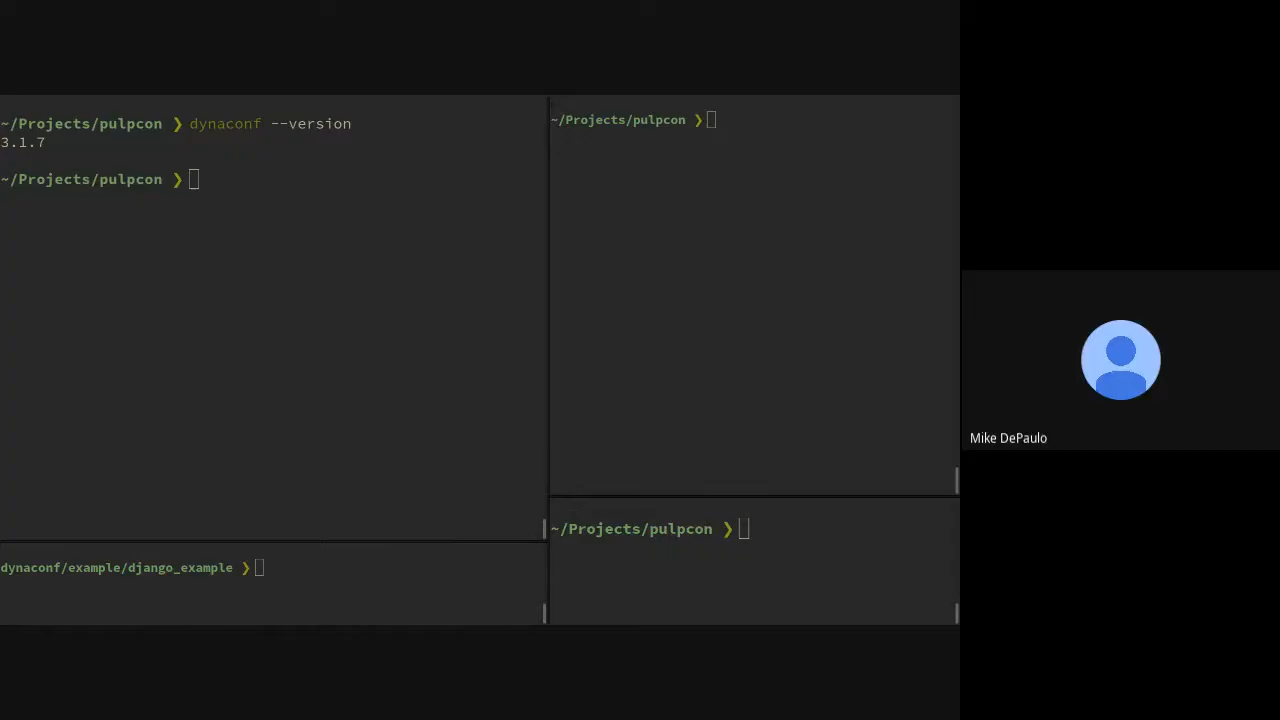 ~/Projects/pulpcon ❯ dynaconf --version
3.1.7
~/Projects/pulpcon ❯
dynaconf/example/django_example ❯
~/Projects/pulpcon ❯
~/Projects/pulpcon ❯
Mike DePaulo